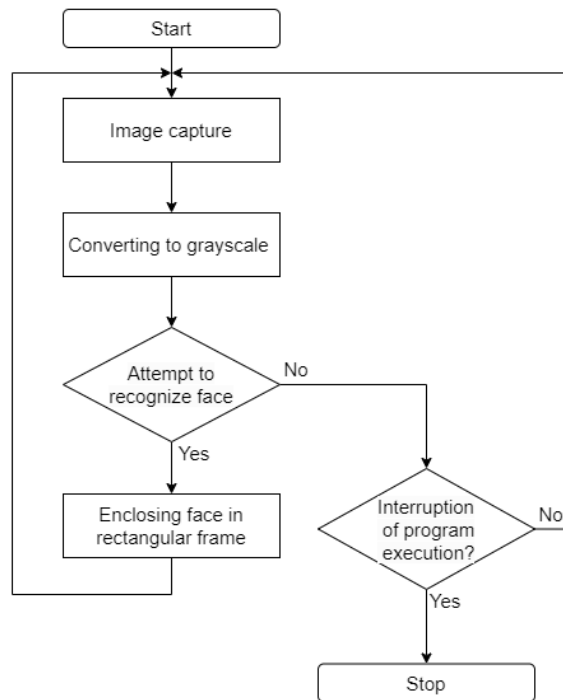 Start
Image capture
Converting to grayscale
Attempt to
recognize face
No
Yes
Enclosing face in
rectangular frame
Interruption
of program
execution?
No
Yes
Stop